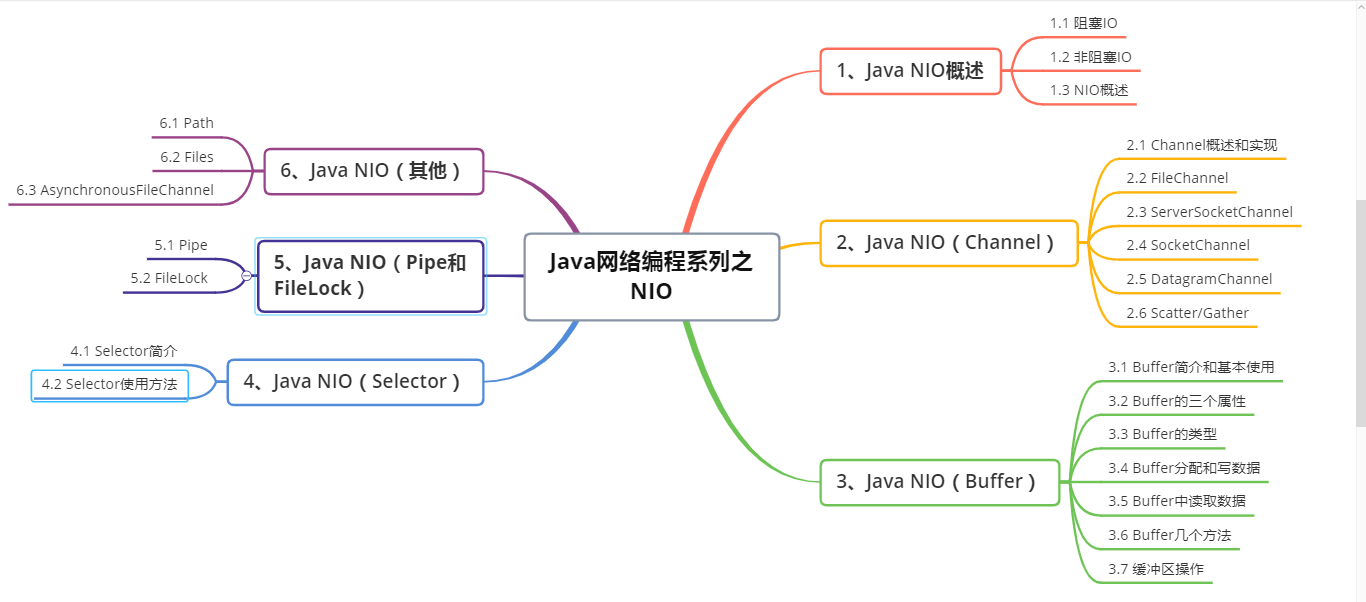 Java网络编程系列之
NIO
1、Java NIO概述
1.1 阻塞IO
1.2 非阻塞IO
1.3 NIO概述
2、Java NIO（Channel）
2.1 Channel概述和实现
2.2 FileChannel
2.3 ServerSocketChannel
2.4 SocketChannel
2.5 DatagramChannel
2.6 Scatter/Gather
3、Java NIO（Buffer）
3.1 Buffer简介和基本使用
3.2 Buffer的三个属性
3.3 Buffer的类型
3.4 Buffer分配和写数据
3.5 Buffer中读取数据
3.6 Buffer几个方法
3.7 缓冲区操作
4、Java NIO（Selector）
4.1 Selector简介
4.2 Selector使用方法
5、Java NIO（Pipe和
FileLock）
5.1 Pipe
5.2 FileLock
6、Java NIO（其他）
6.1 Path
6.2 Files
6.3 AsynchronousFileChannel